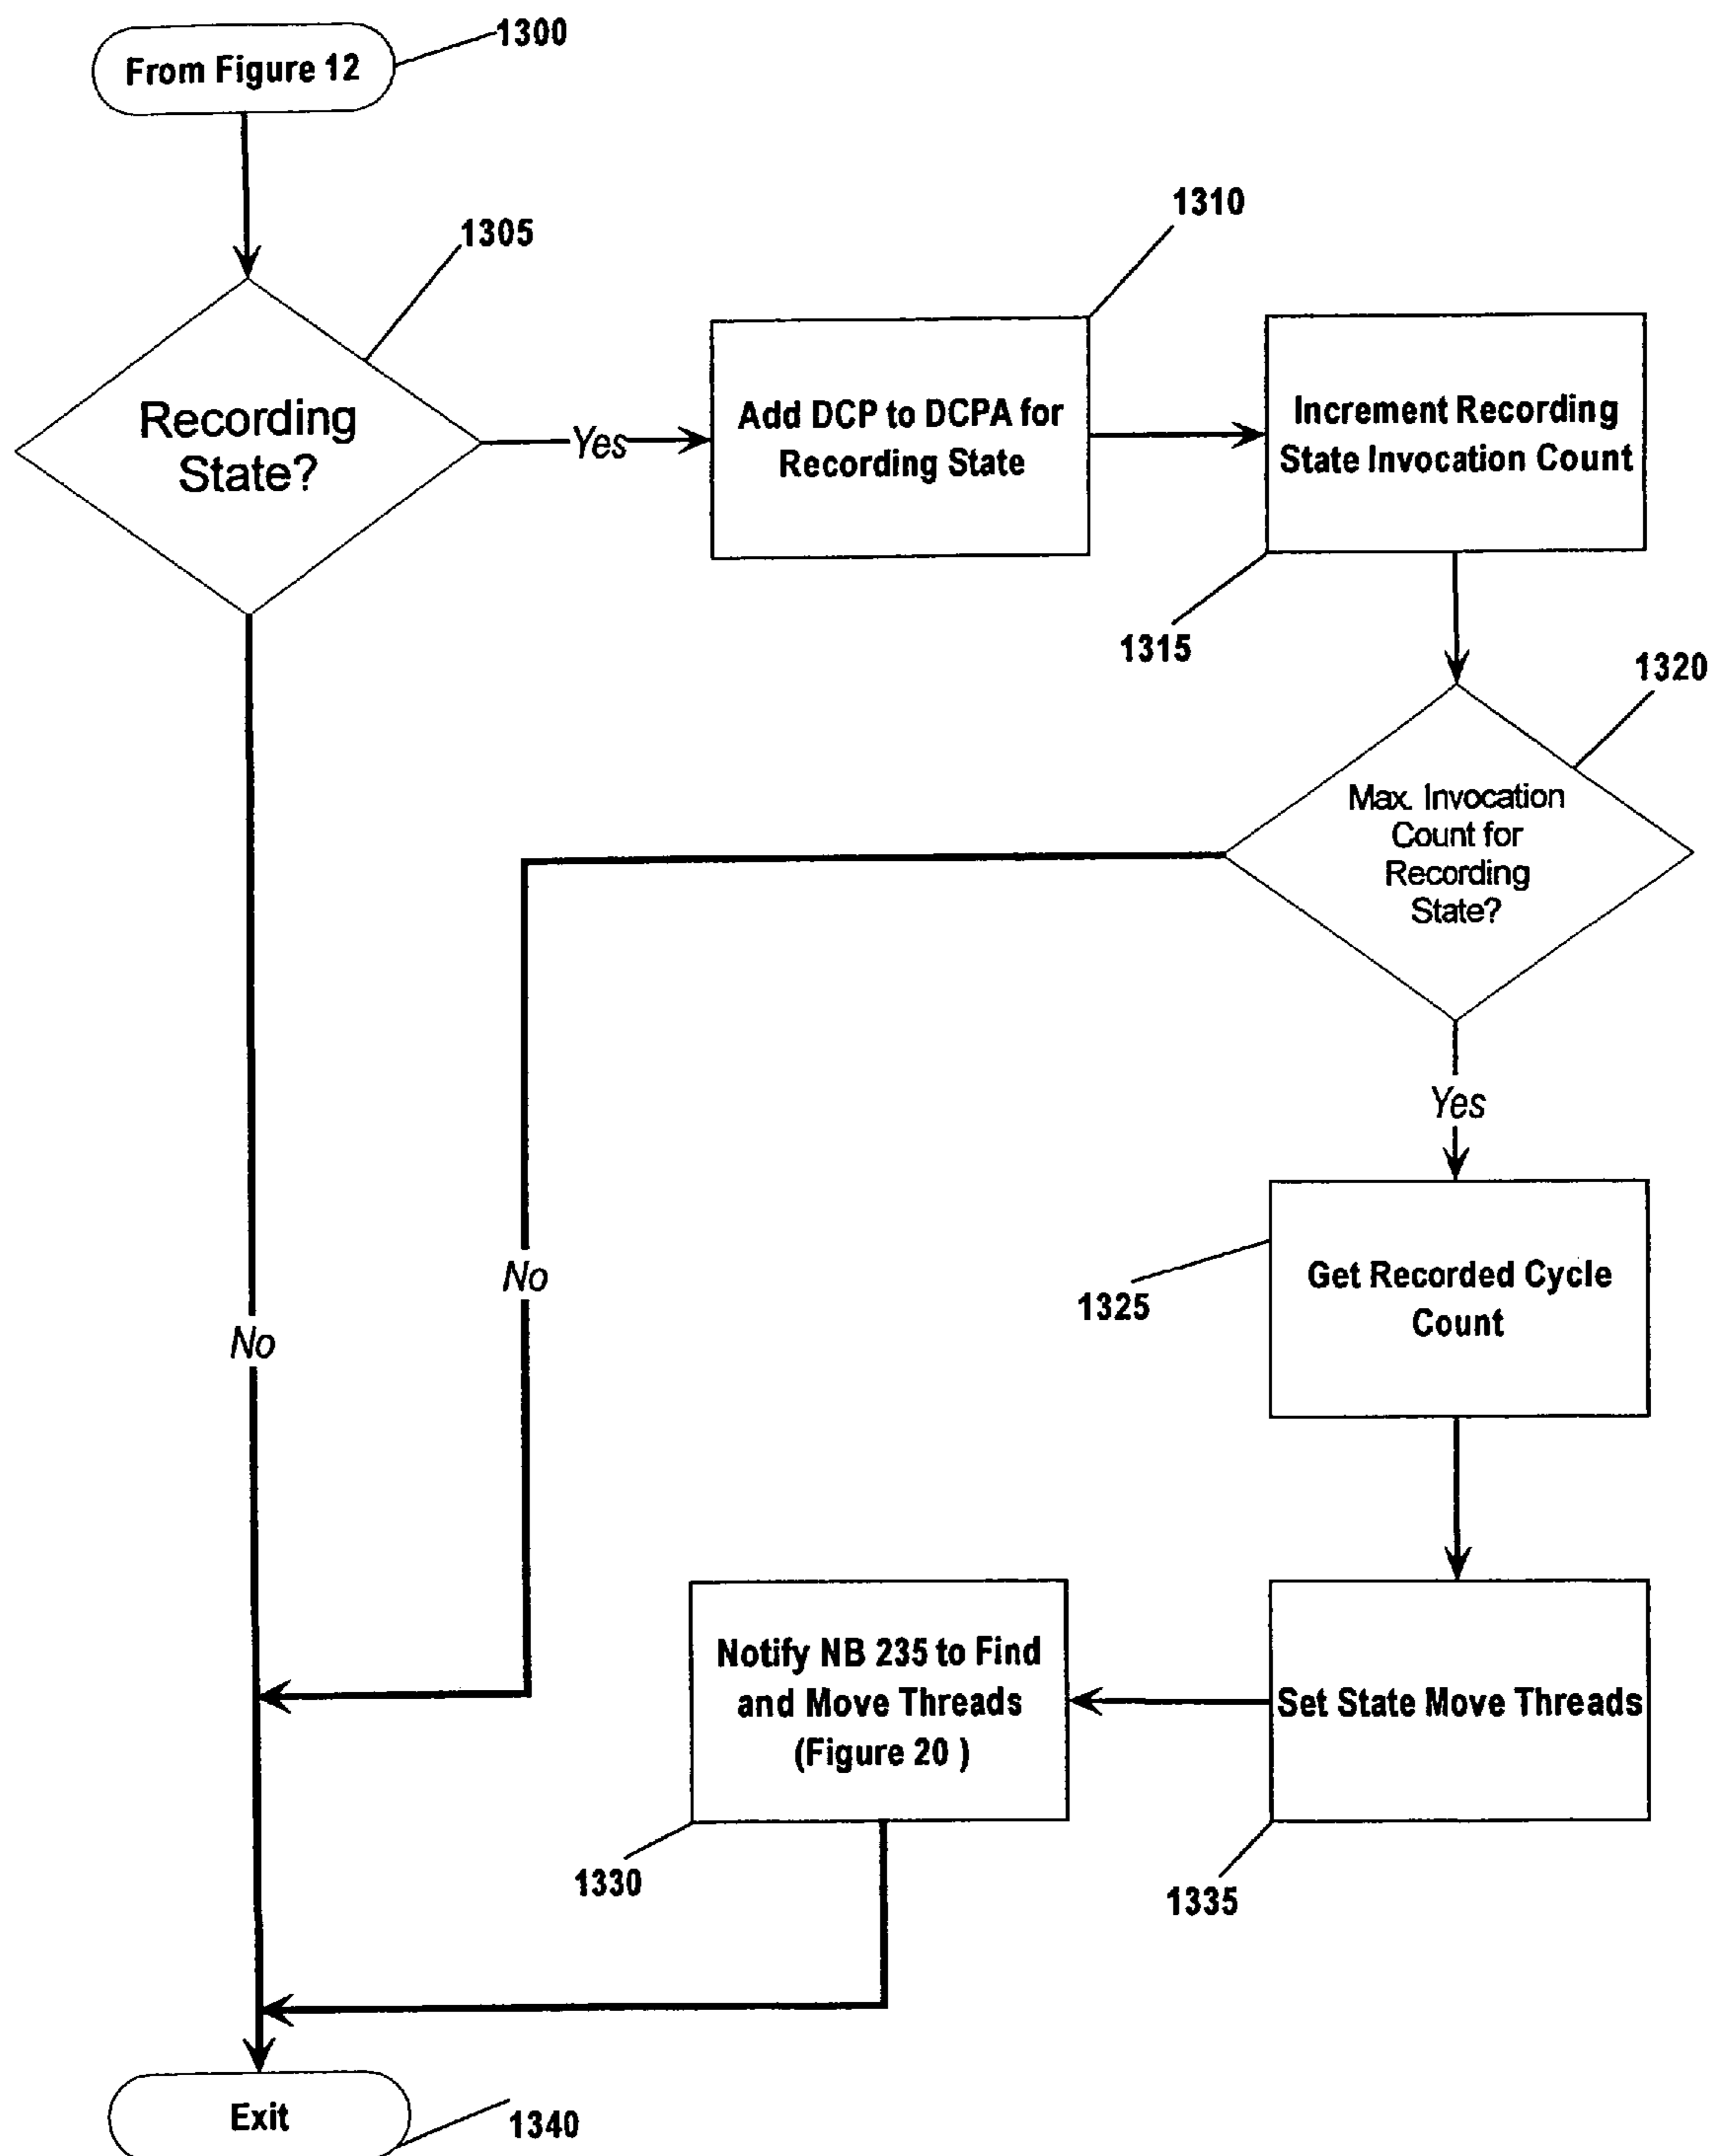 1300
From Figure 12
1310
1305
Recording
State?
Yes
Add DCP to DCPA for
Recording State
Increment Recording
State Invocation Count
1315
1320
Max. Invocation
Count for
Recording
State?
Yes
No
No
Get Recorded Cycle
Count
1325
Notify NB 235 to Find
and Move Threads
(Figure 20 )
Set State Move Threads
1330
1335
Exit
1340